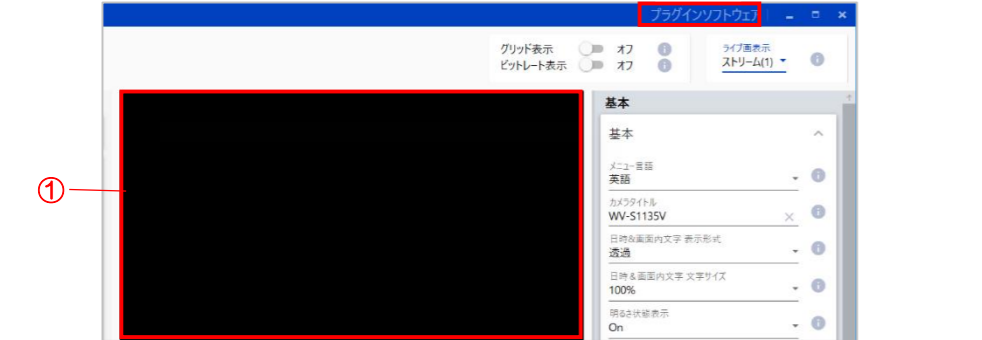 プラグインソフトウェア
グリッド表示 オフ
ビットレート表示 オフ
ライブ画表示
ストリーム(1)
①
基本
基本
メニュー言語
英語
カメラタイトル
WV-S1135V
日時&画面内文字 表示形式
透過
日時&画面内文字 文字サイズ
100%
明るさ状態表示
On